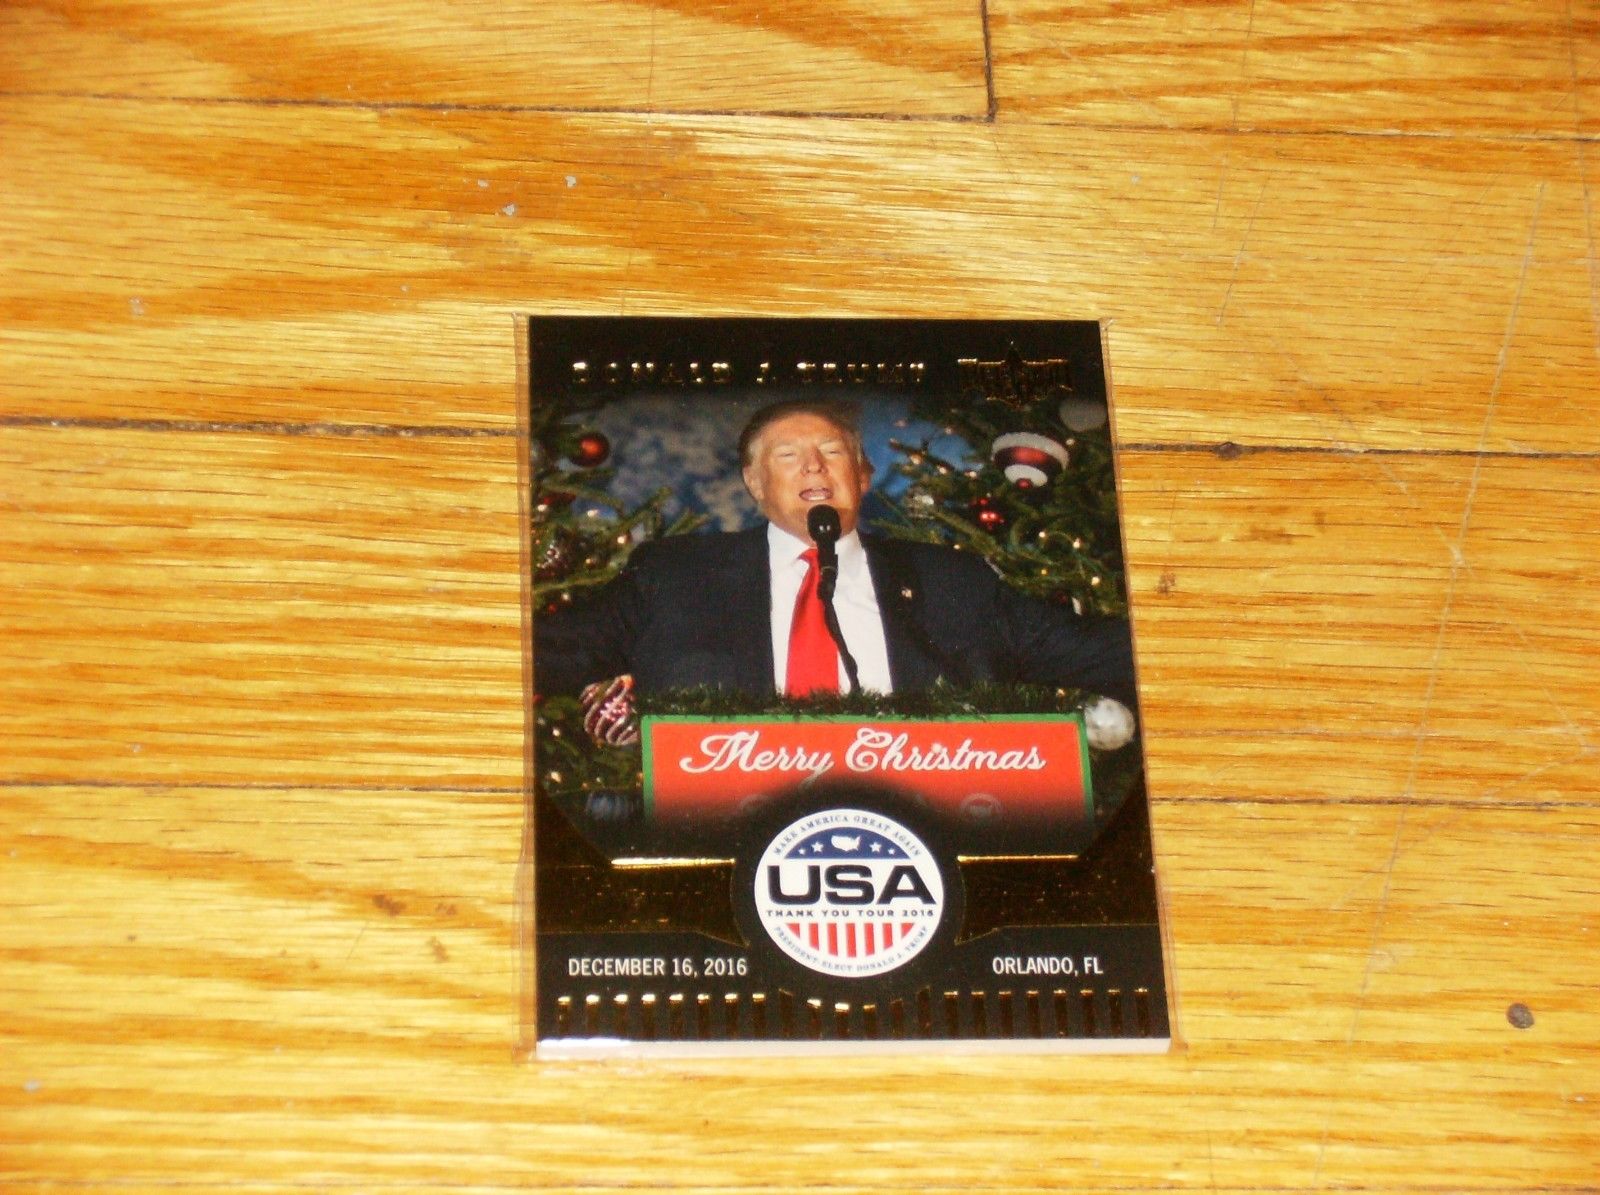 DONALD J. TRUMP
Merry Christmas
MAKE AMERICA GREAT AGAIN
USA
THANK YOU TOUR 2016
PRESIDENT-ELECT DONALD J. TRUMP
DECEMBER 16, 2016
ORLANDO, FL